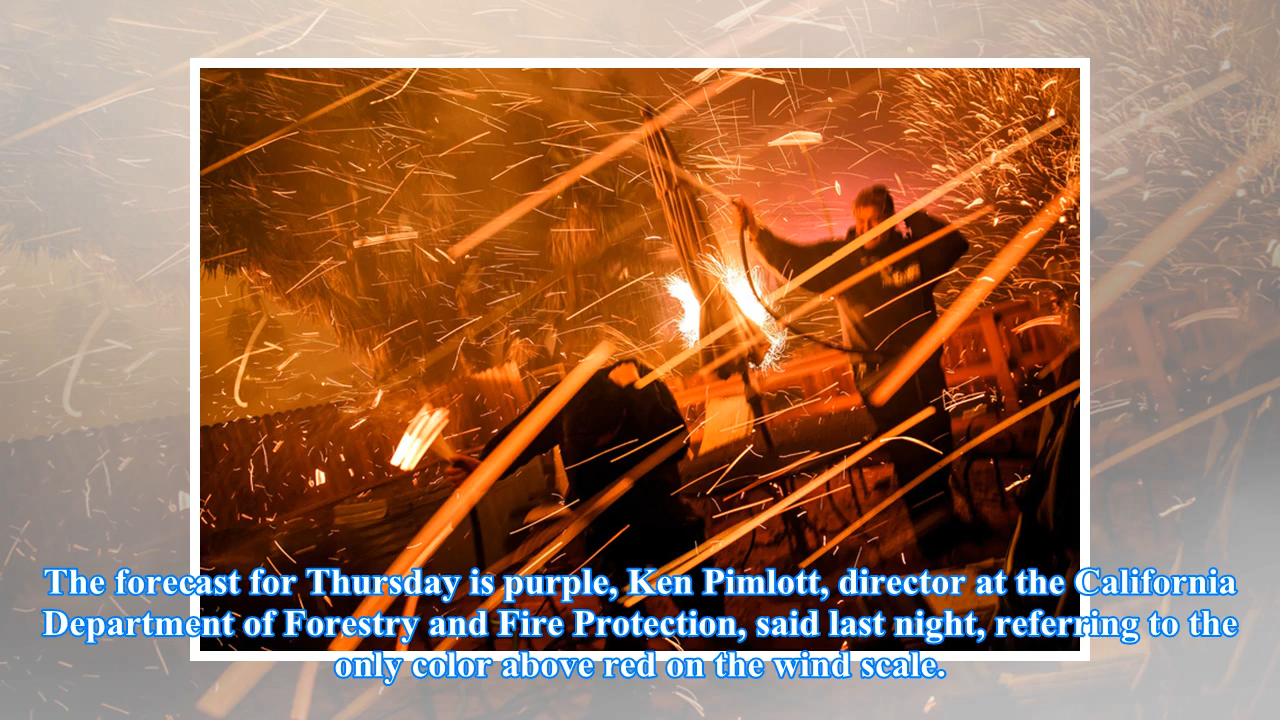 The forecast for Thursday is purple, Ken Pimlott, director at the California
Department of Forestry and Fire Protection, said last night, referring to the
only color above red on the wind scale.